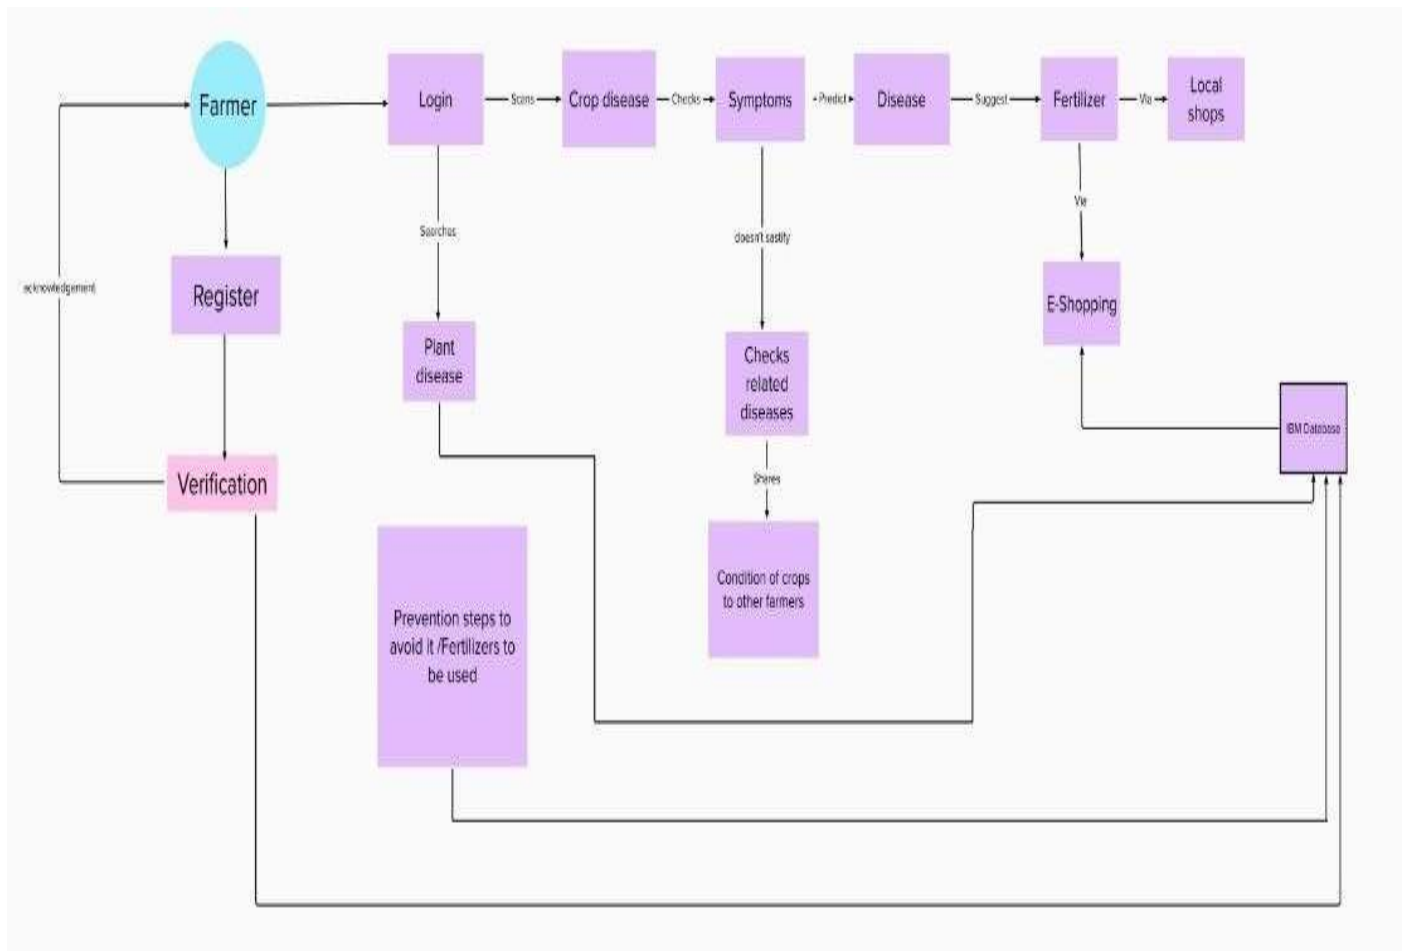 Farmer
Login
Scans
Crop disease
Checks
Symptoms
Predict
Disease
Suggest
Fertilizer
Via
Local
shops
Searches
doesn't sastify
Via
acknowledgement
Register
E-Shopping
Plant
disease
Checks
related
diseases
IBM Database
Verification
Shares
Condition of crops
to other farmers
Prevention steps to
avoid it /Fertilizers to
be used